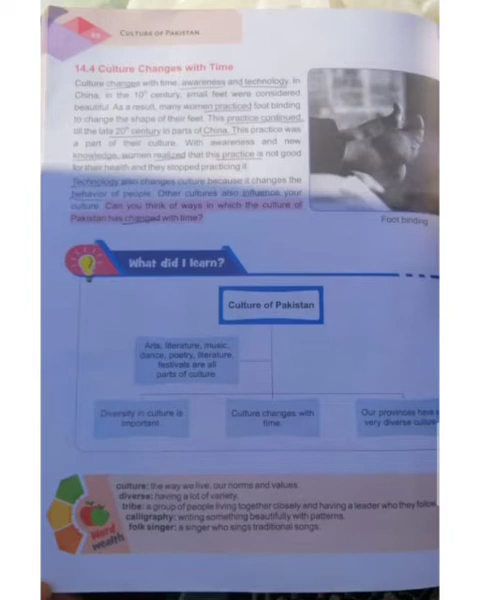 CULTURE OF PAKISTAN
14.4 Culture Changes with Time
Culture changes with time, awareness and technology. In
China, in the 10th century, small feet were considered
beautiful. As a result, many women practiced foot binding
to change the shape of their feet. This practice continued,
till the late 20th century in parts of China. This practice was
a part of their culture. With awareness and new
knowledge, women realized that this practice is not good
for their health and they stopped practicing it.
Technology also changes culture because it changes the
behavior of people. Other cultures also influence your
culture. Can you think of ways in which the culture of
Pakistan has changed with time?
Foot binding
What did I learn?
Culture of Pakistan
Arts, literature, music,
dance, poetry, literature,
festivals are all
parts of culture
Diversity in culture is
important.
Culture changes with
time.
Our provinces have
very diverse culture
culture: the way we live: our norms and values.
diverse: having a lot of variety.
tribe: a group of people living together closely and having a leader who they follow
calligraphy: writing something beautifully with patterns.
folk singer: a singer who sings traditional songs.
Word
Wealth